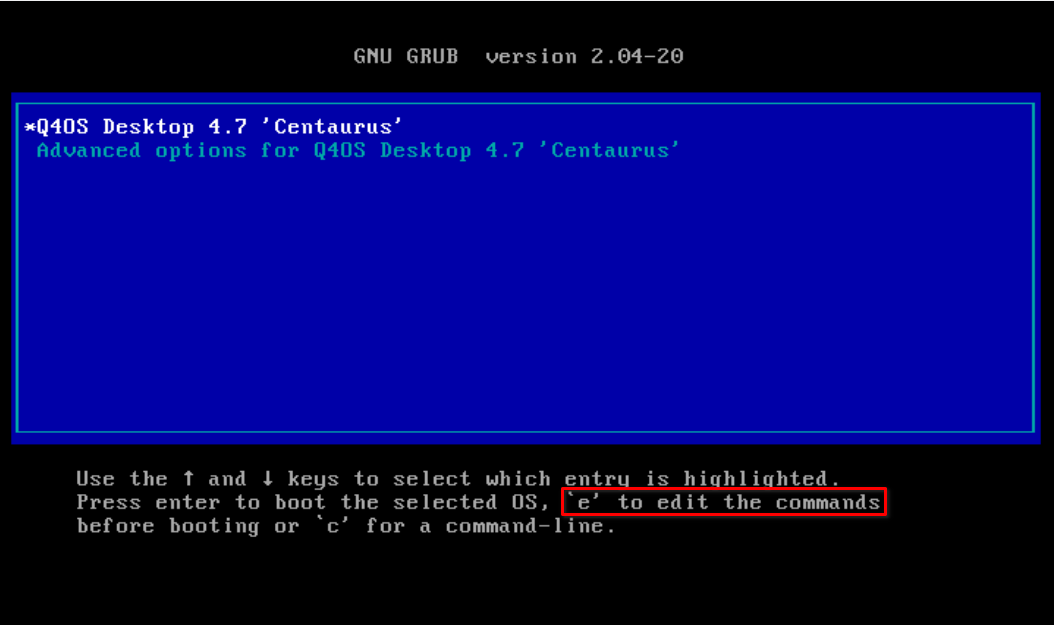 GNU GRUB  version 2.04-20
*Q4OS Desktop 4.7 'Centaurus'
Advanced options for Q4OS Desktop 4.7 'Centaurus'
Use the ↑ and ↓ keys to select which entry is highlighted.
Press enter to boot the selected OS, `e' to edit the commands
before booting or `c' for a command-line.